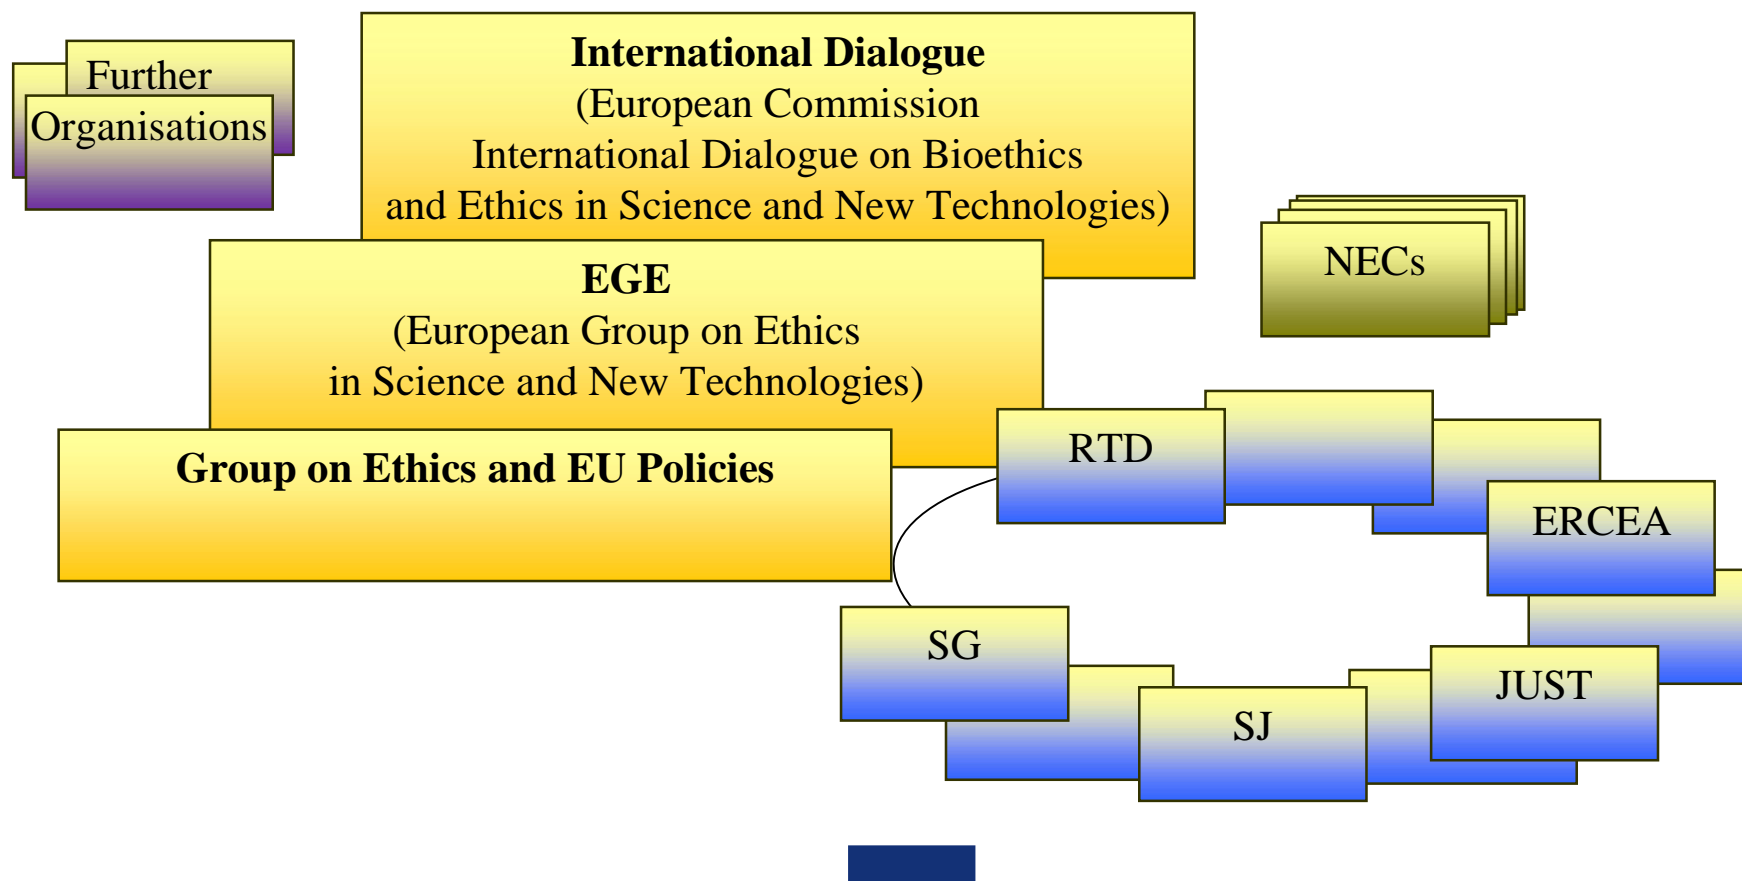 Further
Organisations
International Dialogue
(European Commission
International Dialogue on Bioethics
and Ethics in Science and New Technologies)
NECs
EGE
(European Group on Ethics
in Science and New Technologies)
Group on Ethics and EU Policies
RTD
ERCEA
SG
JUST
SJ